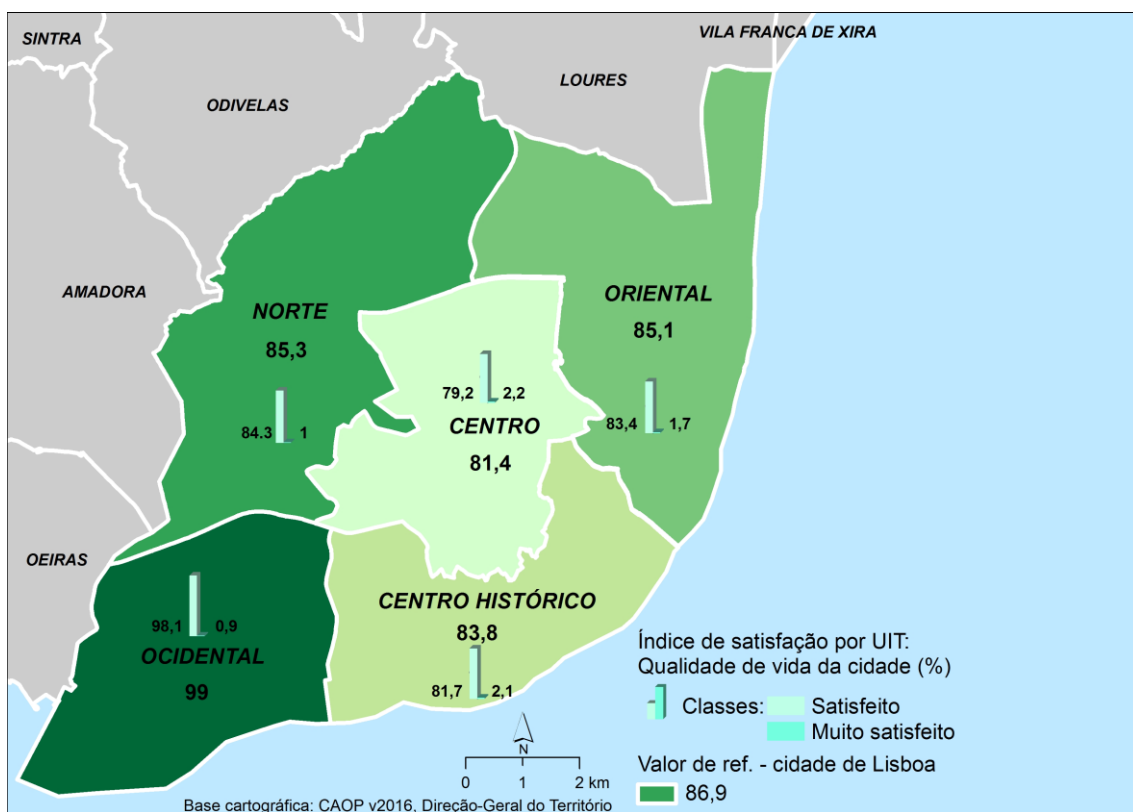 SINTRA
VILA FRANCA DE XIRA
ODIVELAS
LOURES
AMADORA
NORTE
85,3
84.3
1
ORIENTAL
85,1
83,4
1,7
79,2
2,2
CENTRO
81,4
OEIRAS
98,1
0,9
OCIDENTAL
99
CENTRO HISTÓRICO
83,8
81,7
2,1
N
0
1
2 km
Índice de satisfação por UIT:
Qualidade de vida da cidade (%)
Classes:
Satisfeito
Muito satisfeito
Valor de ref. - cidade de Lisboa
86,9
Base cartográfica: CAOP v2016, Direção-Geral do Território